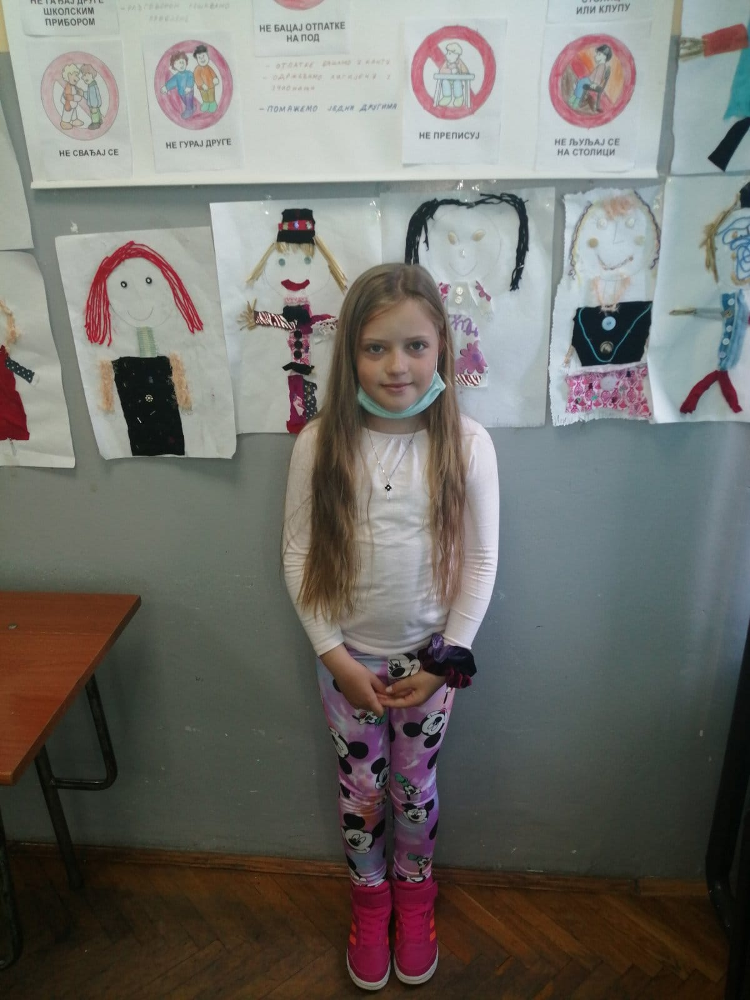 НЕ ГАЂАЈ ДРУГЕ
ШКОЛСКИМ
ПРИБОРОМ
- РАЗГОВОРОМ РЕШАВАМО
ПРОБЛЕМЕ
НЕ БАЦАЈ ОТПАТКЕ
НА ПОД
ИЛИ КЛУПУ
- ОТПАТКЕ БАЦАМО У КАНТУ
- ОДРЖАВАМО ХИГИЈЕНУ У
УЧИОНИЦИ
- ПОМАЖЕМО ЈЕДНИ ДРУГИМА
НЕ СВАЂАЈ СЕ
НЕ ГУРАЈ ДРУГЕ
НЕ ПРЕПИСУЈ
НЕ ЉУЉАЈ СЕ
НА СТОЛИЦИ